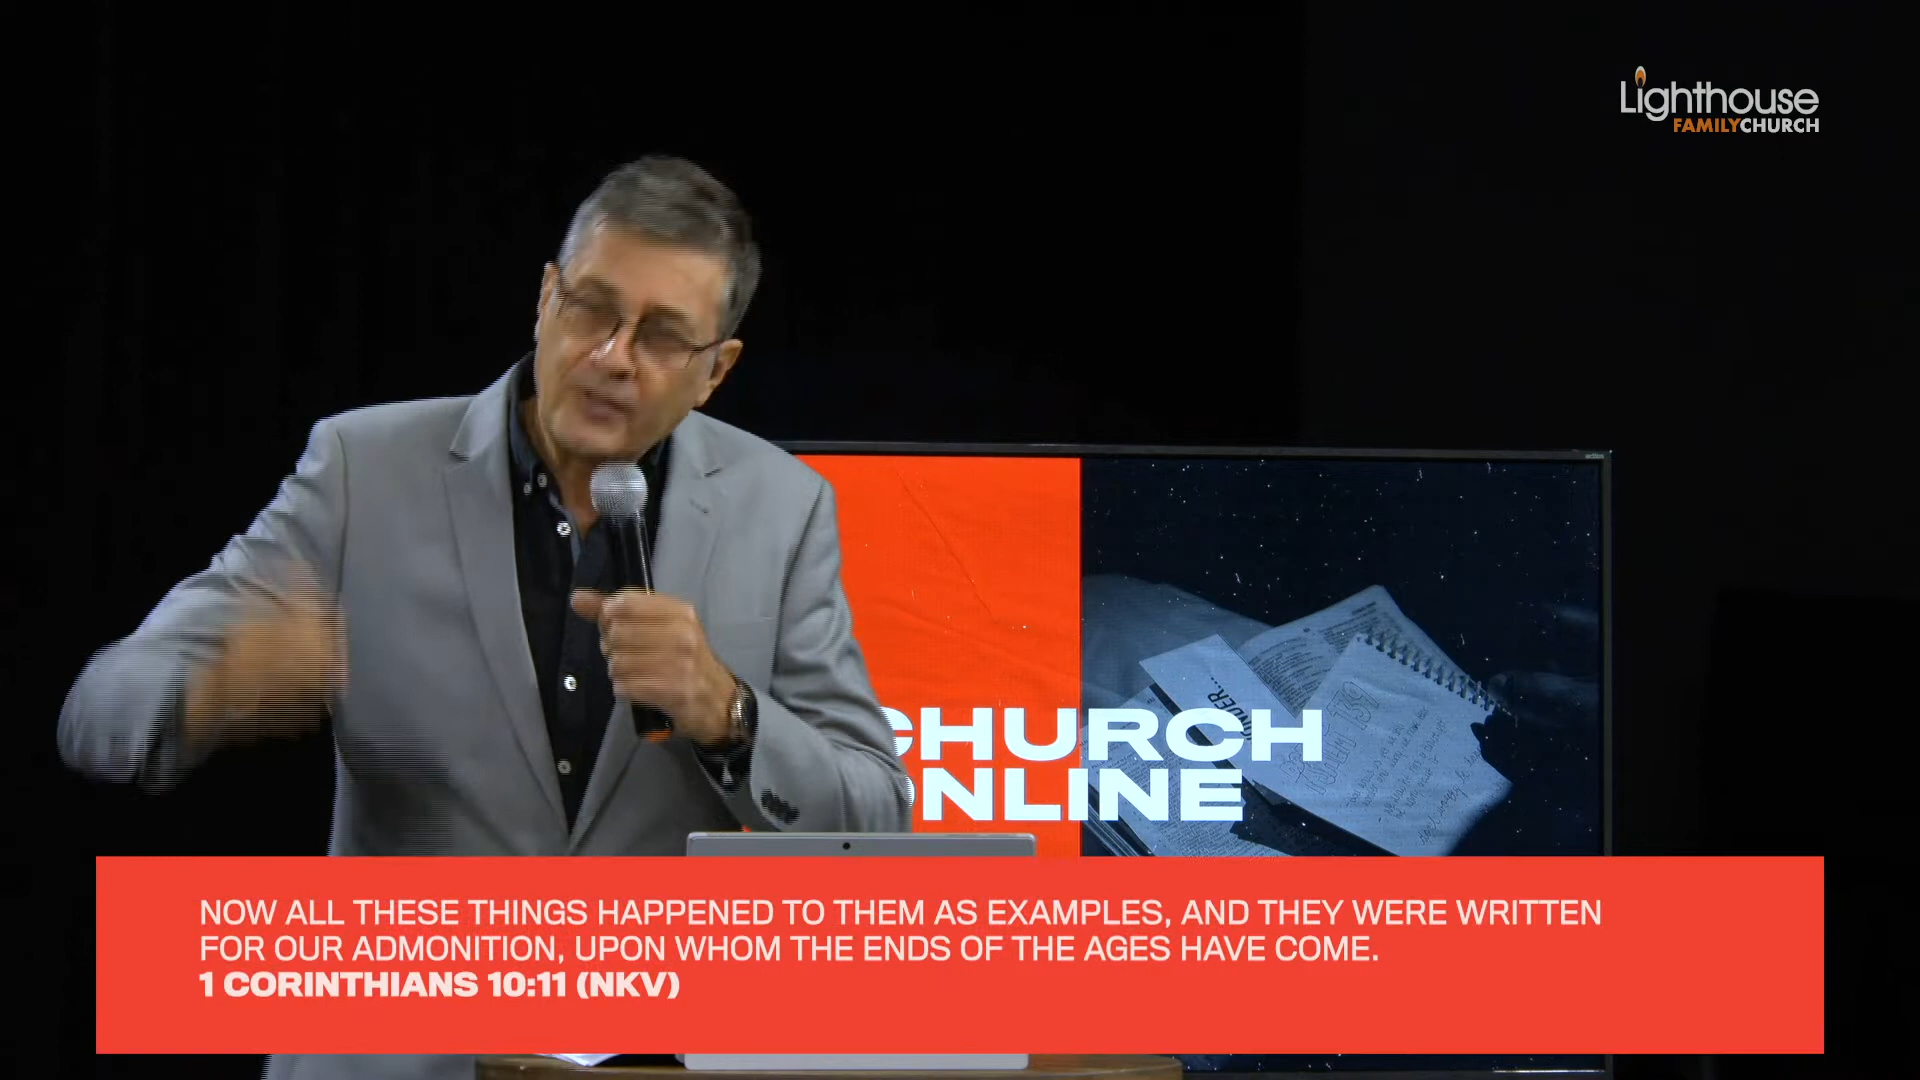 Lighthouse
FAMILYCHURCH
CHURCH
ONLINE
NOW ALL THESE THINGS HAPPENED TO THEM AS EXAMPLES, AND THEY WERE WRITTEN
FOR OUR ADMONITION, UPON WHOM THE ENDS OF THE AGES HAVE COME.
1 CORINTHIANS 10:11 (NKV)